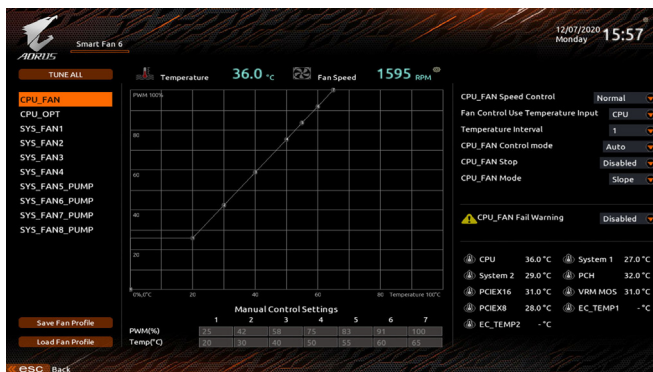 AORUS
Smart Fan 6
12/07/2020
Monday
15:57
TUNE ALL
Temperature 36.0 °C Fan Speed 1595 RPM
CPU_FAN
CPU_OPT
SYS_FAN1
SYS_FAN2
SYS_FAN3
SYS_FAN4
SYS_FAN5_PUMP
SYS_FAN6_PUMP
SYS_FAN7_PUMP
SYS_FAN8_PUMP
Save Fan Profile
Load Fan Profile
PWM 100%
80
60
40
20
0%,0°C 20 40 60 80 Temperature 100°C
Manual Control Settings
1 2 3 4 5 6 7
PWM(%) 25 42 58 75 83 91 100
Temp(°C) 20 30 40 50 55 60 65
CPU_FAN Speed Control Normal
Fan Control Use Temperature Input CPU
Temperature Interval 1
CPU_FAN Control mode Auto
CPU_FAN Stop Disabled
CPU_FAN Mode Slope
CPU_FAN Fail Warning Disabled
CPU 36.0 °C System 1 27.0 °C
System 2 29.0 °C PCH 32.0 °C
PCIEX16 31.0 °C VRM MOS 31.0 °C
PCIEX8 28.0 °C EC_TEMP1 - °C
EC_TEMP2 - °C
esc Back